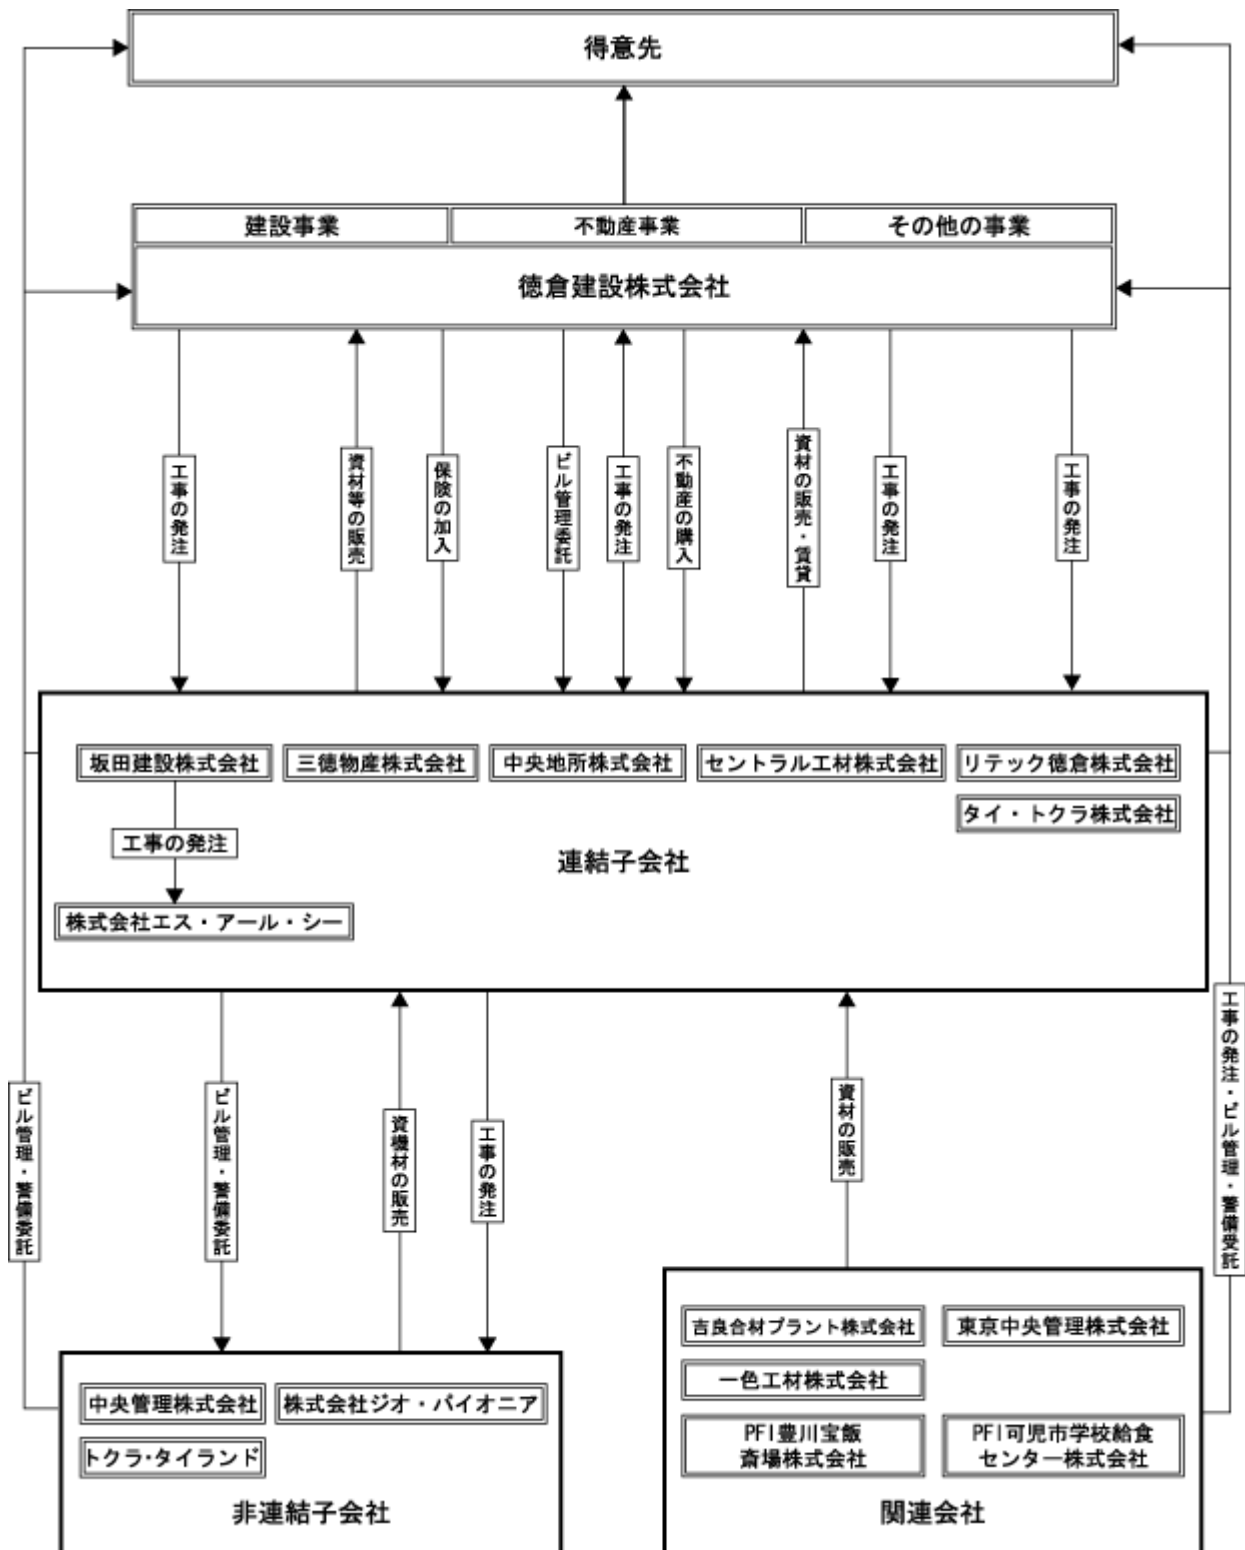 得意先
建設事業
不動産事業
その他の事業
徳倉建設株式会社
工事の発注
資材等の販売
保険の加入
ビル管理委託
工事の発注
不動産の購入
資材の販売・賃貸
工事の発注
工事の発注
坂田建設株式会社
三徳物産株式会社
中央地所株式会社
セントラル工材株式会社
リテック徳倉株式会社
タイ・トクラ株式会社
工事の発注
連結子会社
株式会社エス・アール・シー
ビル管理・警備委託
ビル管理・警備委託
資機材の販売
工事の発注
資材の販売
工事の発注・ビル管理・警備受託
中央管理株式会社
株式会社ジオ・パイオニア
トクラ・タイランド
非連結子会社
吉良合材プラント株式会社
東京中央管理株式会社
一色工材株式会社
PFI豊川宝飯
斎場株式会社
PFI可児市学校給食
センター株式会社
関連会社